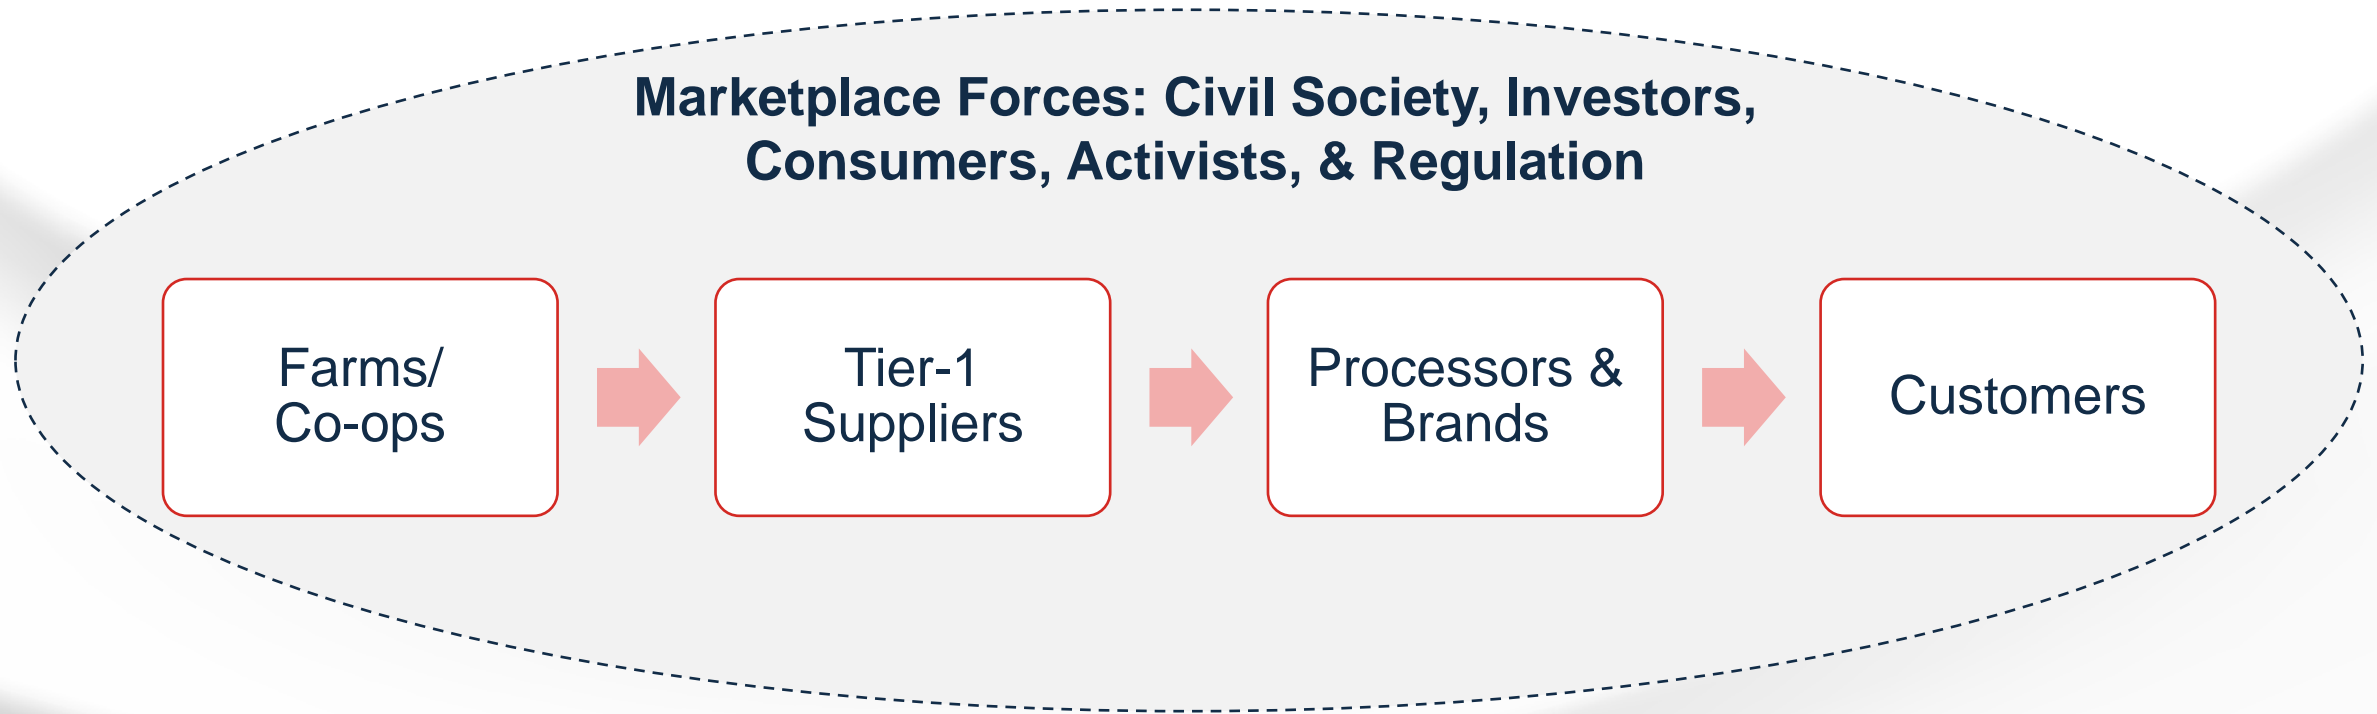 Marketplace Forces: Civil Society, Investors,
Consumers, Activists, & Regulation
Farms/
Co-ops
Tier-1
Suppliers
Processors &
Brands
Customers